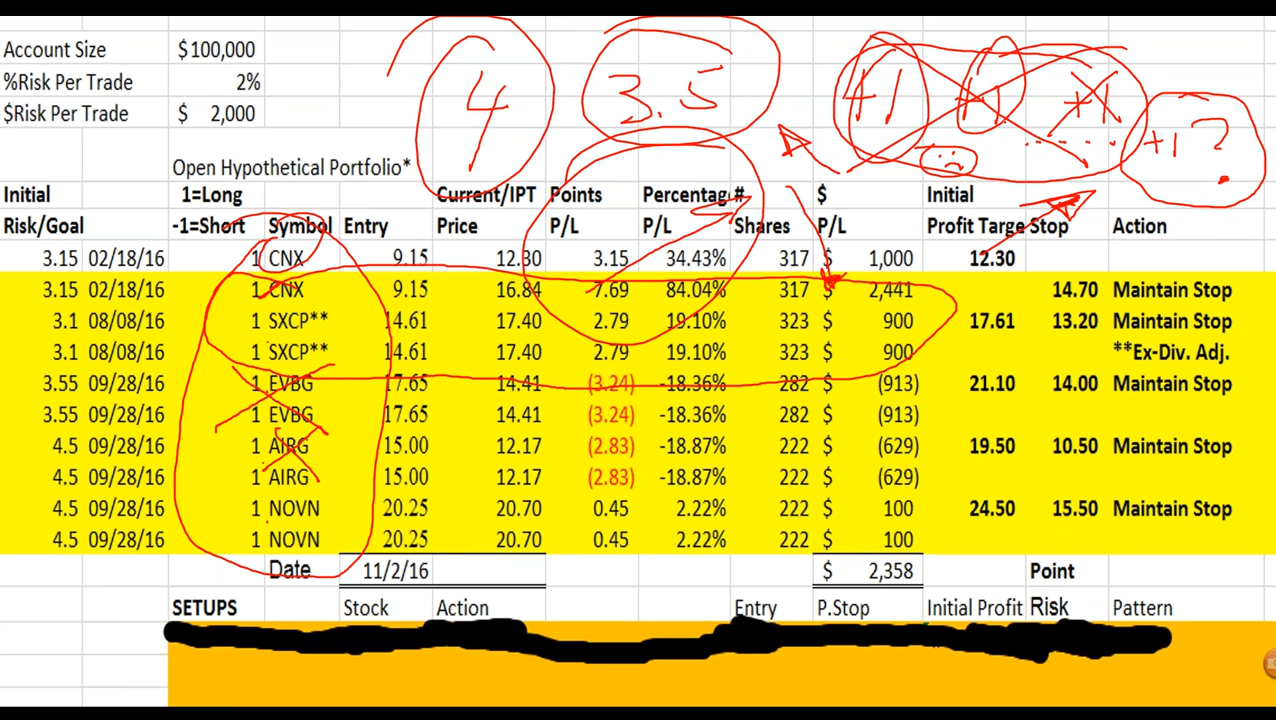 Account Size $100,000
%Risk Per Trade 2%
$Risk Per Trade $ 2,000
4 3.5 +1 +1 +1 +1 ?
Open Hypothetical Portfolio*
Initial 1=Long Current/IPT Points Percentag # $ Initial
Risk/Goal -1=Short Symbol Entry Price P/L P/L Shares P/L Profit Targe Stop Action
3.15 02/18/16 1 CNX 9.15 12.30 3.15 34.43% 317 $ 1,000 12.30
3.15 02/18/16 1 CNX 9.15 16.84 7.69 84.04% 317 $ 2,441 14.70 Maintain Stop
3.1 08/08/16 1 SXCP** 14.61 17.40 2.79 19.10% 323 $ 900 17.61 13.20 Maintain Stop
3.1 08/08/16 1 SXCP** 14.61 17.40 2.79 19.10% 323 $ 900 **Ex-Div. Adj.
3.55 09/28/16 1 EVBG 17.65 14.41 (3.24) -18.36% 282 $ (913) 21.10 14.00 Maintain Stop
3.55 09/28/16 1 EVBG 17.65 14.41 (3.24) -18.36% 282 $ (913)
4.5 09/28/16 1 AIRG 15.00 12.17 (2.83) -18.87% 222 $ (629) 19.50 10.50 Maintain Stop
4.5 09/28/16 1 AIRG 15.00 12.17 (2.83) -18.87% 222 $ (629)
4.5 09/28/16 1 NOVN 20.25 20.70 0.45 2.22% 222 $ 100 24.50 15.50 Maintain Stop
4.5 09/28/16 1 NOVN 20.25 20.70 0.45 2.22% 222 $ 100
Date 11/2/16 $ 2,358 Point
SETUPS Stock Action Entry P.Stop Initial Profit Risk Pattern